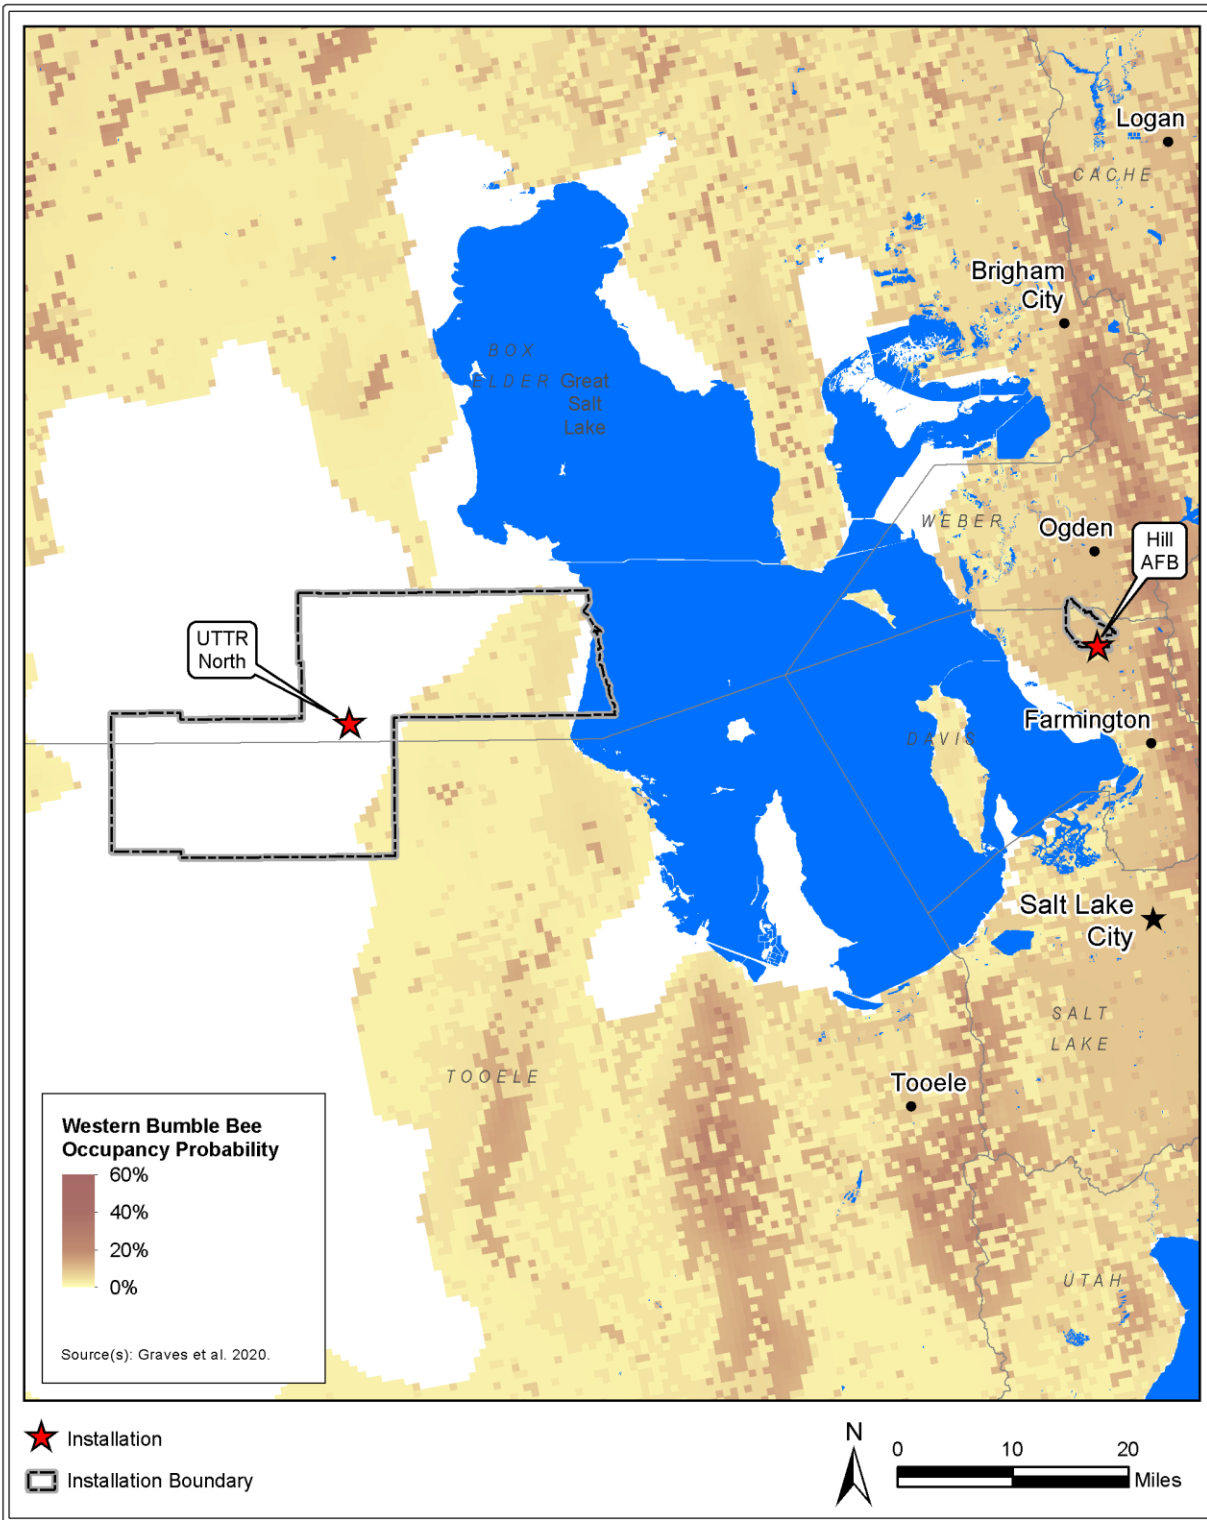 Logan
CACHE
Brigham
City
BOX
ELDER
Great
Salt
Lake
WEBER
Ogden
Hill
AFB
UTTR
North
Farmington
DAVIS
Salt Lake
City
SALT
LAKE
TOOELE
Tooele
UTAH
Western Bumble Bee
Occupancy Probability
60%
40%
20%
0%
Source(s): Graves et al. 2020.
Installation
Installation Boundary
N
0 10 20
Miles